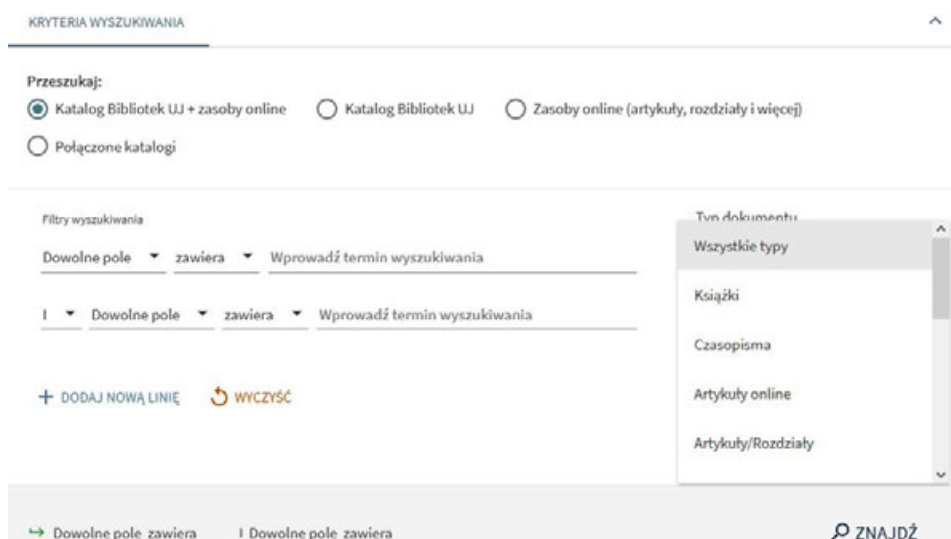 KRYTERIA WYSZUKIWANIA
Przeszukaj:
Katalog Bibliotek UJ + zasoby online Katalog Bibliotek UJ Zasoby online (artykuły, rozdziały i więcej)
Połączone katalogi
Filtry wyszukiwania Typ dokumentu
Wszystkie typy
Dowolne pole zawiera Wprowadź termin wyszukiwania
Książki
I Dowolne pole zawiera Wprowadź termin wyszukiwania
Czasopisma
+ DODAJ NOWĄ LINIĘ WYCZYŚĆ Artykuły online
Artykuły/Rozdziały
Dowolne pole zawiera I Dowolne pole zawiera ZNAJDŹ